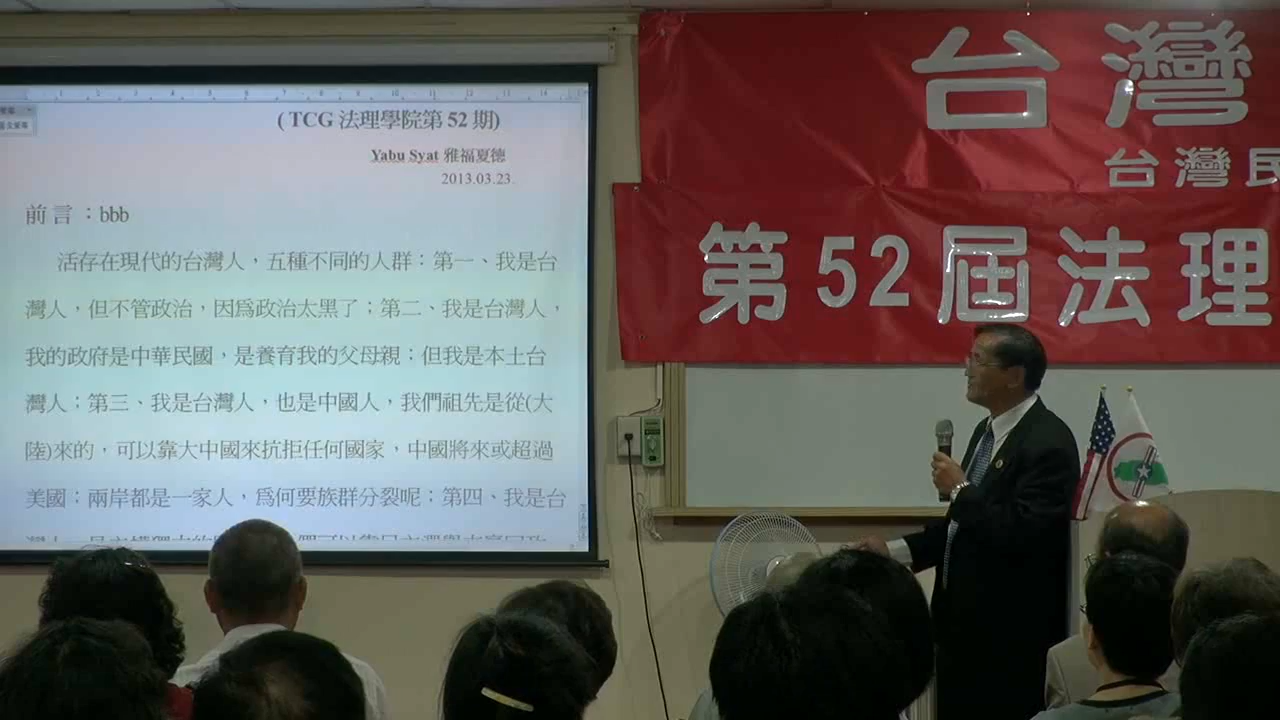 (TCG 法理學院第 52 期)
Yabu Syat 雅福夏德
2013.03.23.
前 言 ：bbb
活存在現代的台灣人，五種不同的人群：第一、我是台
灣人，但不管政治，因為政治太黑了；第二、我是台灣人，
我的政府是中華民國，是養育我的父母親；但我是本土台
灣人；第三、我是台灣人，也是中國人，我們祖先是從(大
陸)來的，可以靠大中國來抗拒任何國家，中國將來或超過
美國；兩岸都是一家人，為何要族群分裂呢；第四、我是台
台灣
台灣民
第52屆法理